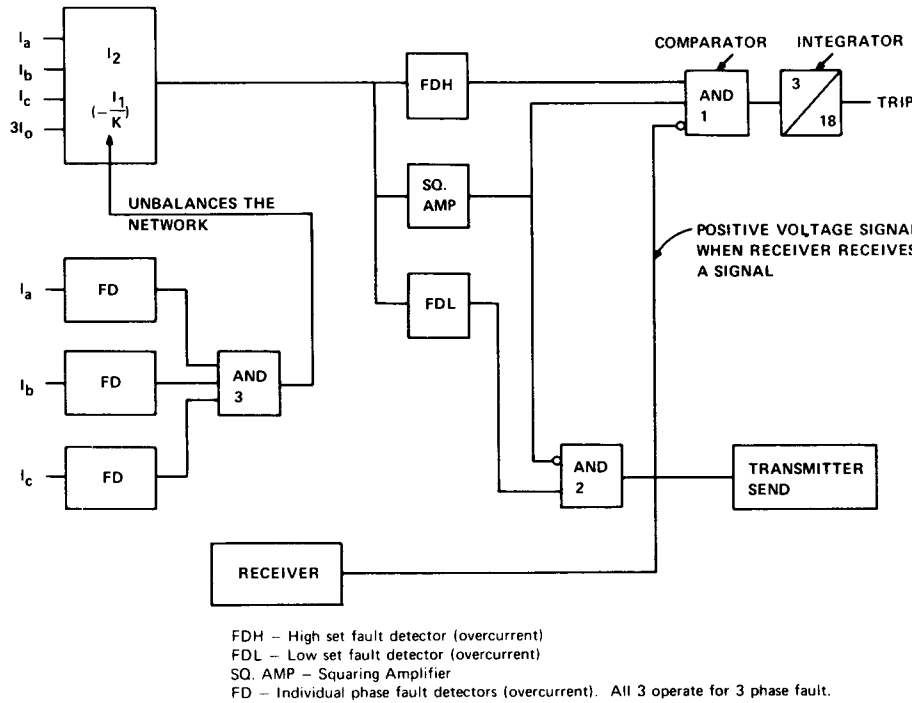 Ia
Ib
Ic
3Io
I2
(-I1/K)
FDH
COMPARATOR
INTEGRATOR
AND
1
3
18
TRIP
SQ.
AMP
UNBALANCES THE
NETWORK
POSITIVE VOLTAGE SIGNAL
WHEN RECEIVER RECEIVES
A SIGNAL
Ia
FD
FDL
Ib
FD
AND
3
Ic
FD
AND
2
TRANSMITTER
SEND
RECEIVER
FDH – High set fault detector (overcurrent)
FDL – Low set fault detector (overcurrent)
SQ. AMP – Squaring Amplifier
FD – Individual phase fault detectors (overcurrent). All 3 operate for 3 phase fault.